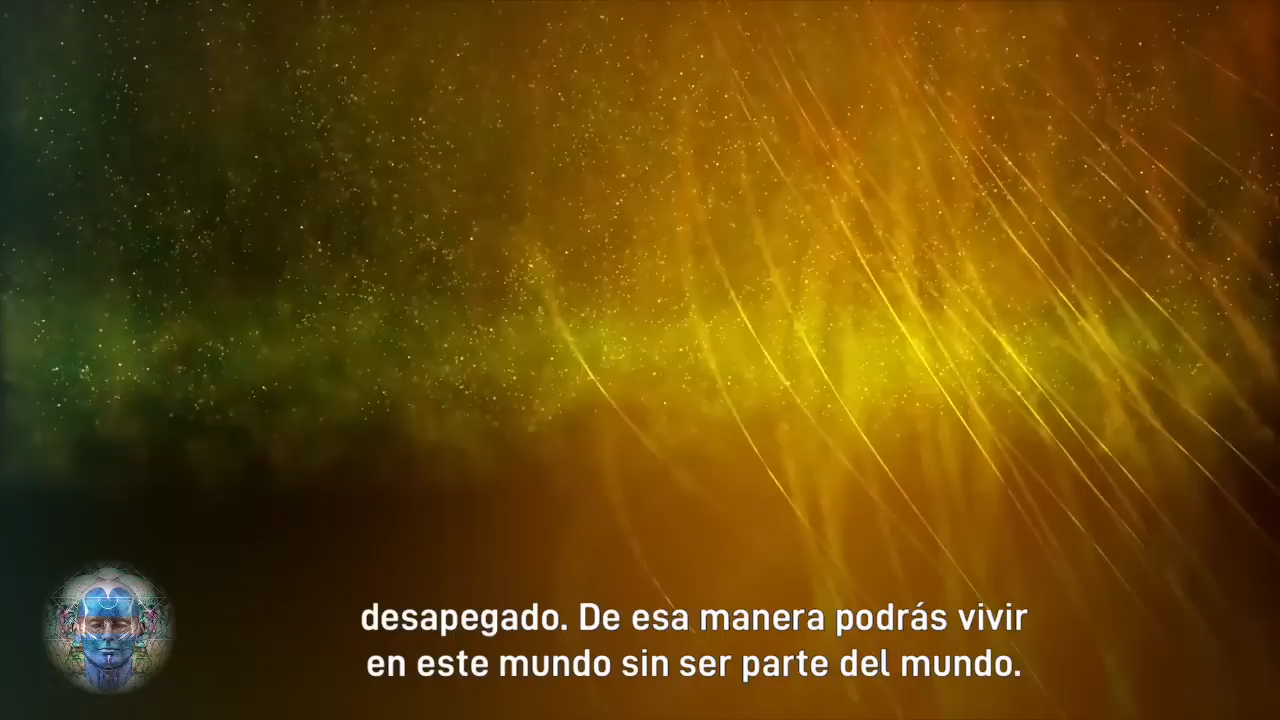 desapegado. De esa manera podrás vivir
en este mundo sin ser parte del mundo.